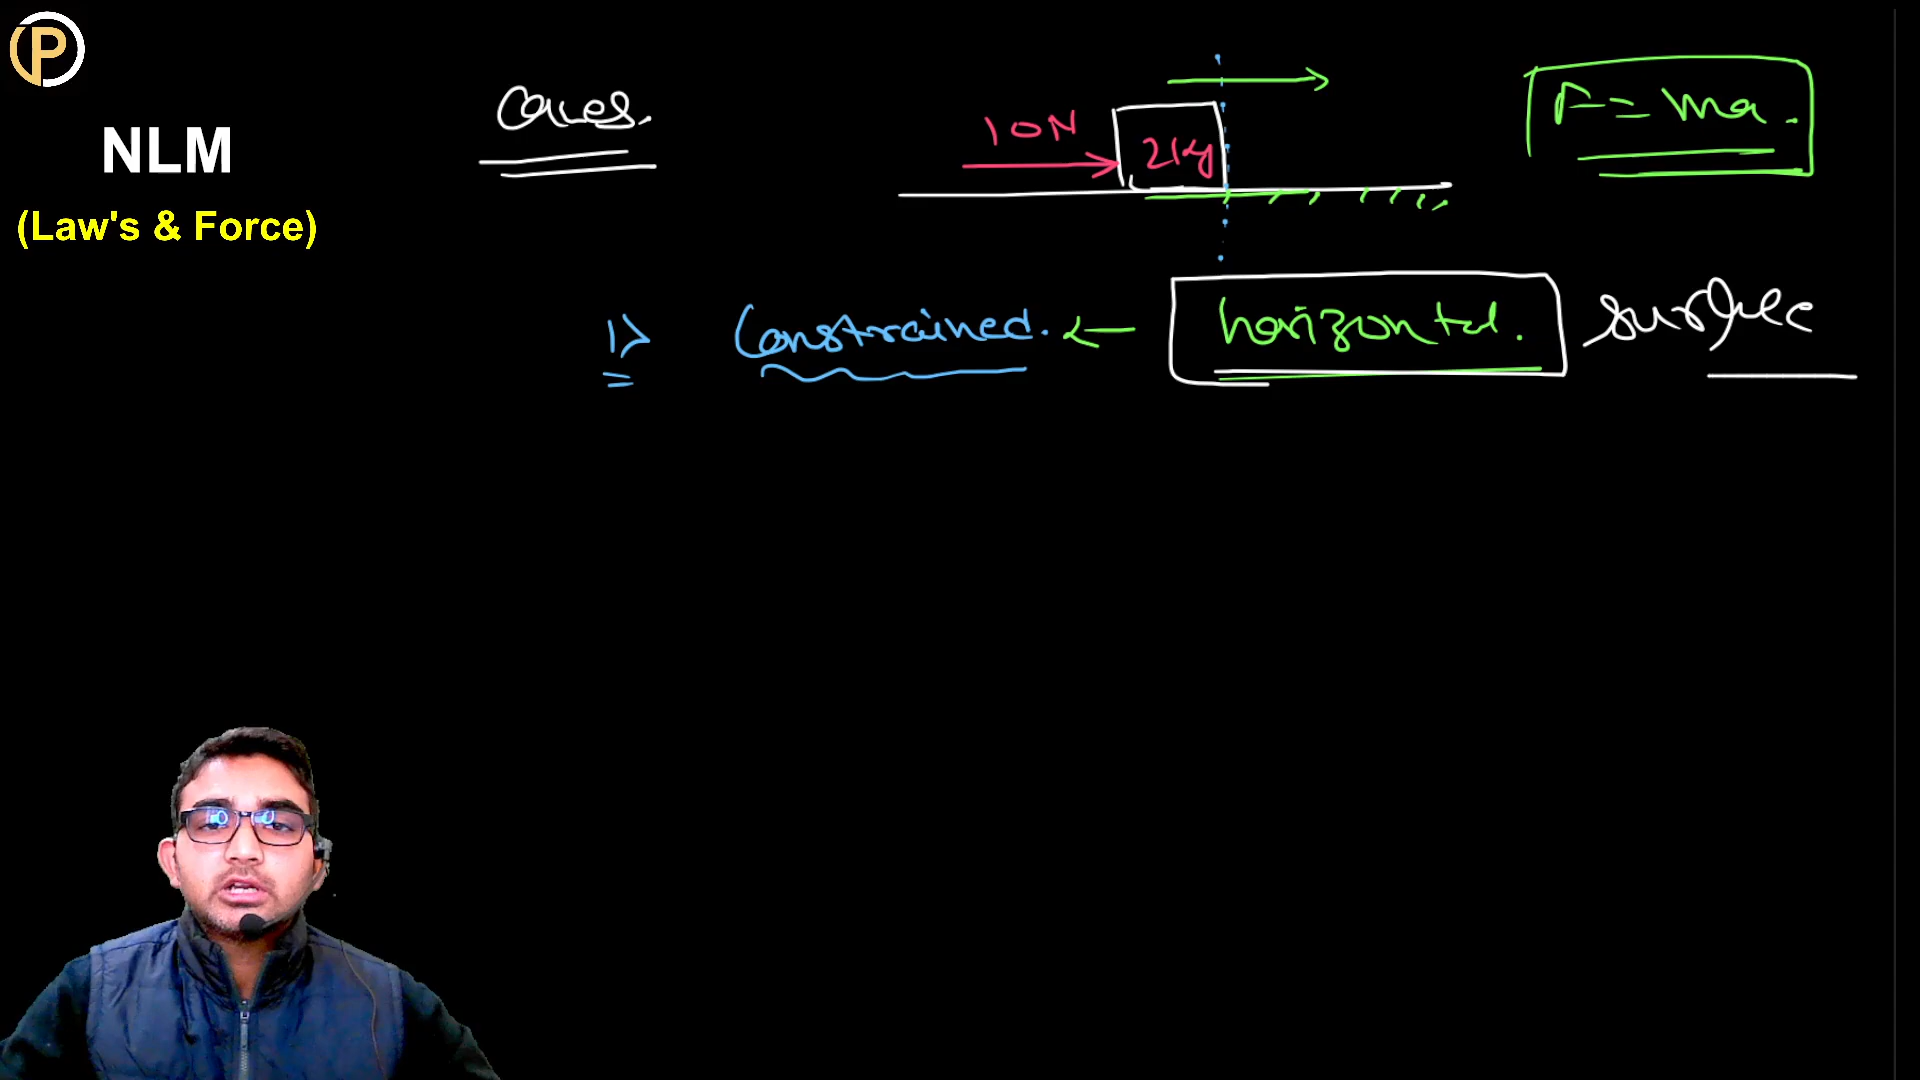 P
NLM
(Law's & Force)
Cases.
10N
2kg
F = ma.
1> Constrained. ← horizontal. surface